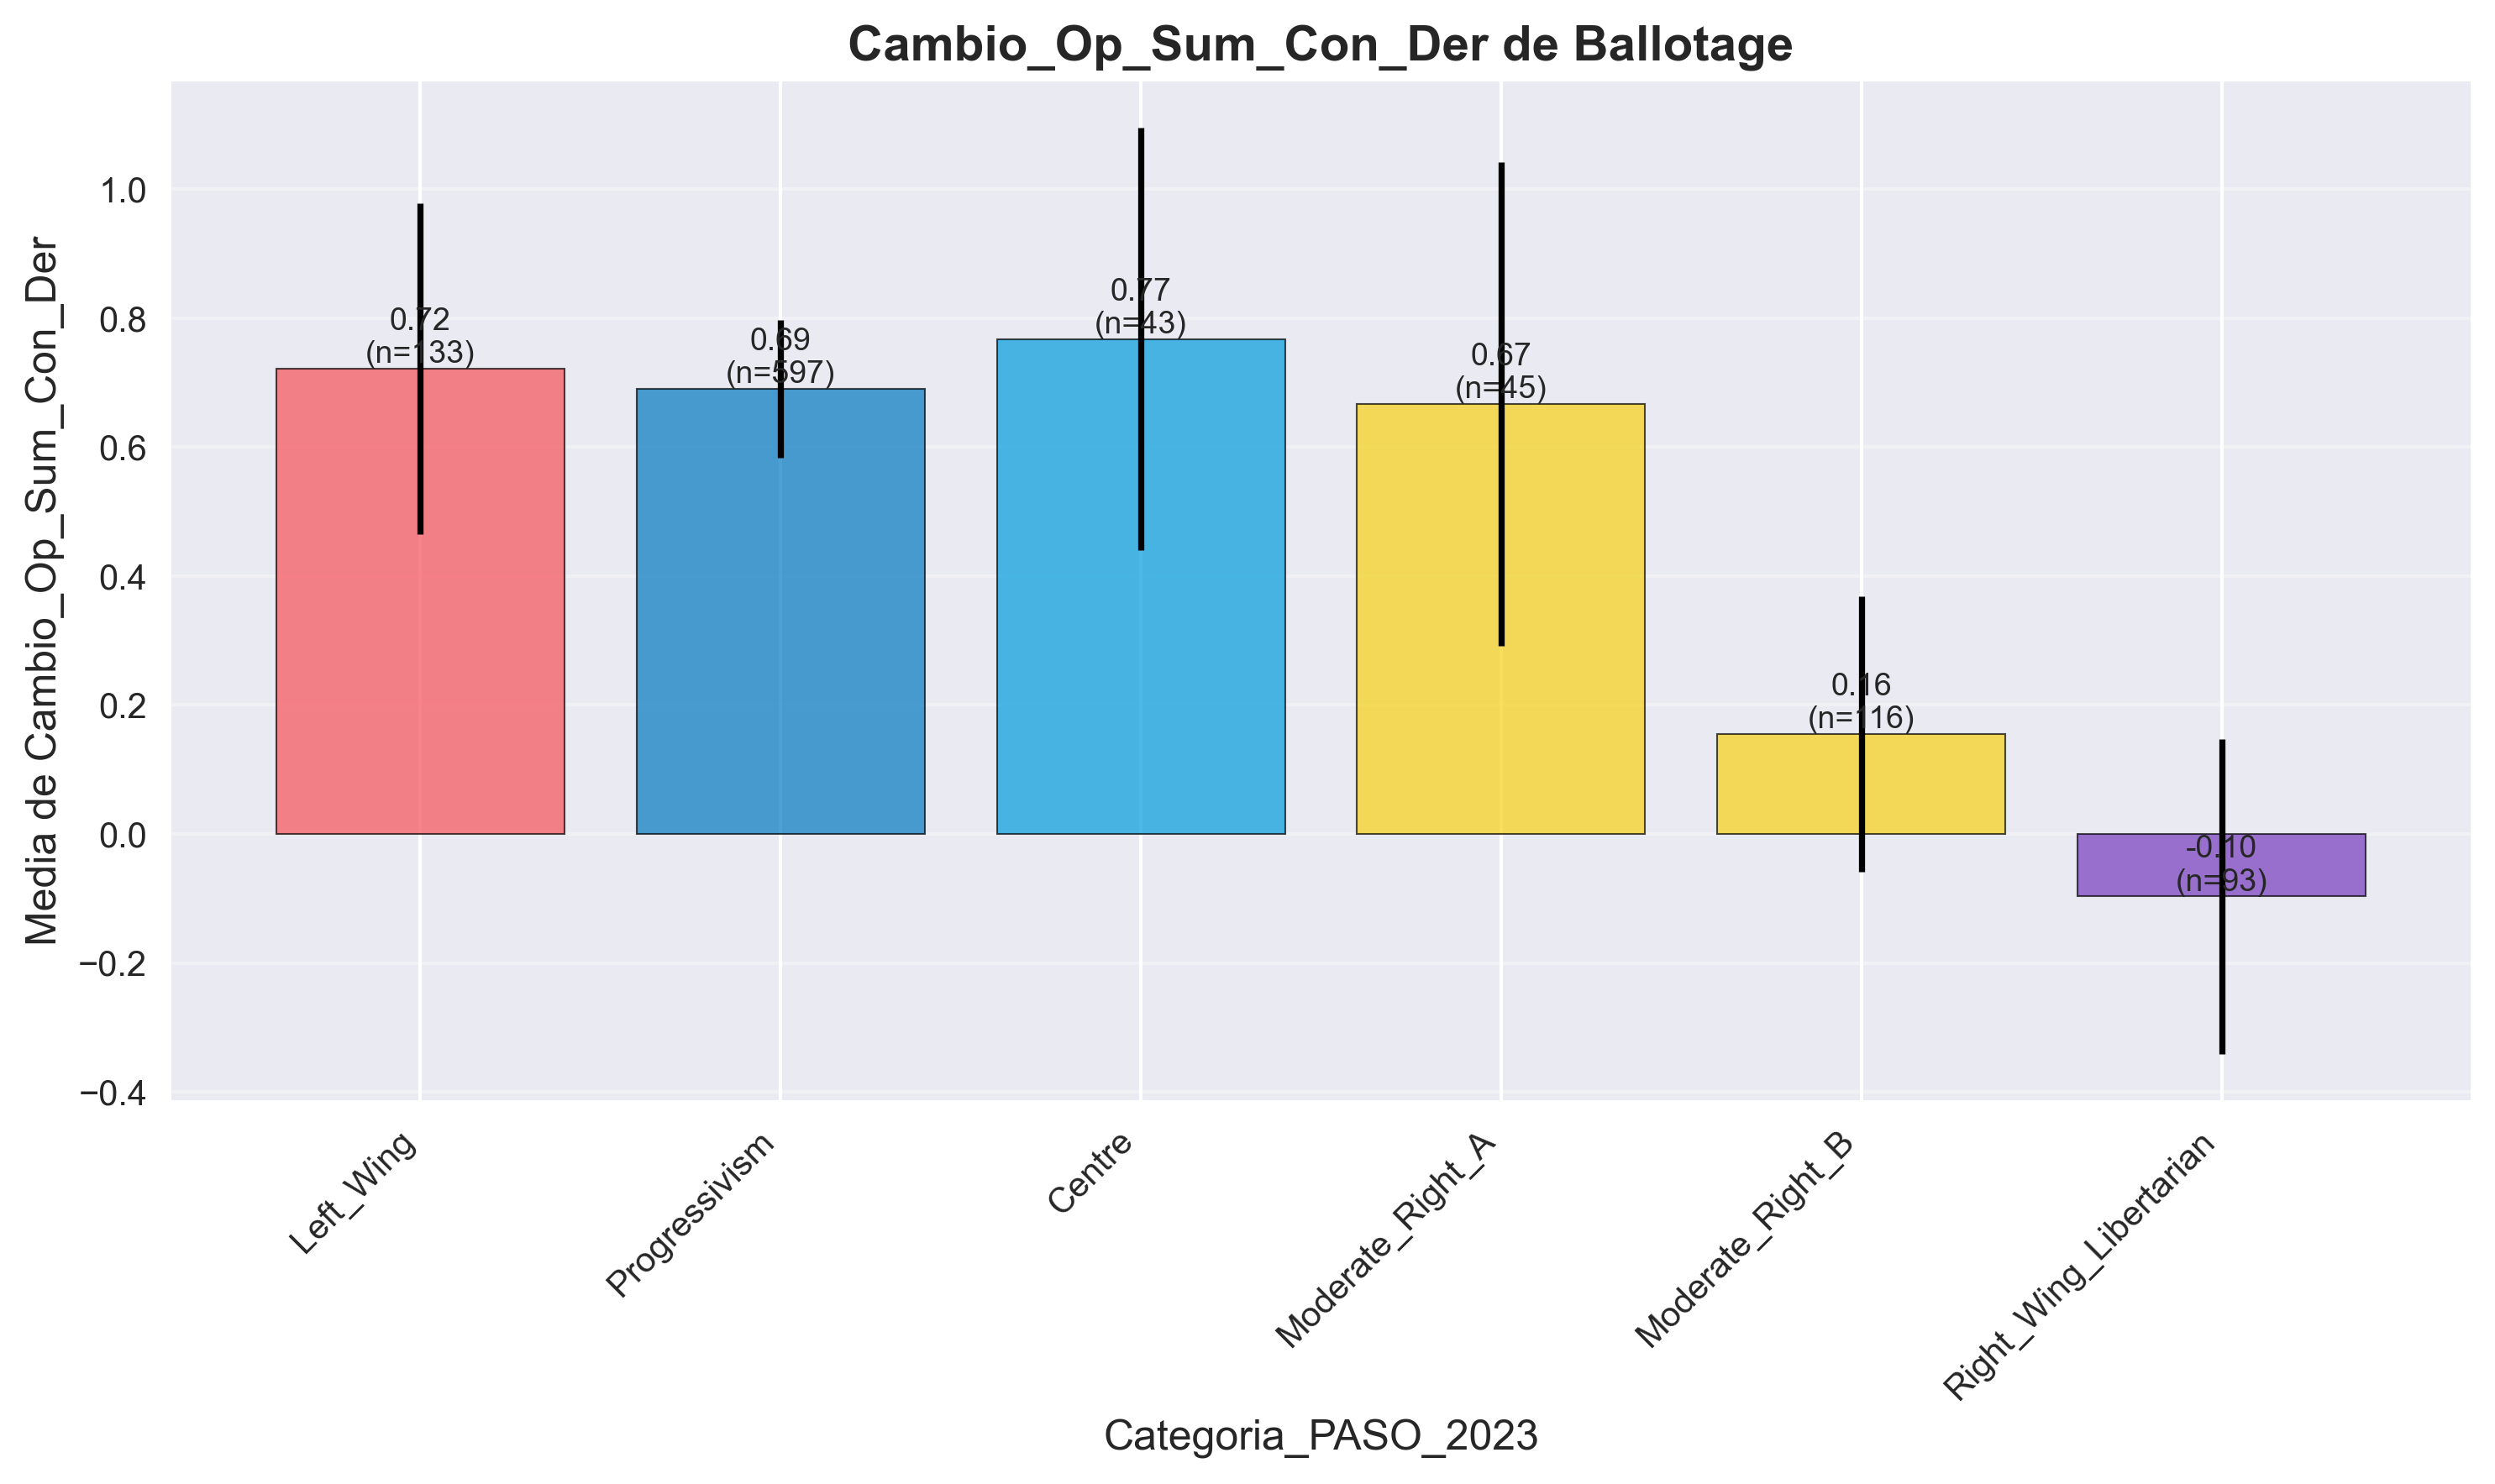 Cambio_Op_Sum_Con_Der de Ballotage
Media de Cambio_Op_Sum_Con_Der
1.0
0.8
0.6
0.4
0.2
0.0
−0.2
−0.4
0.72
(n=133)
0.69
(n=597)
0.77
(n=43)
0.67
(n=45)
0.16
(n=116)
-0.10
(n=93)
Left_Wing
Progressivism
Centre
Moderate_Right_A
Moderate_Right_B
Right_Wing_Libertarian
Categoria_PASO_2023